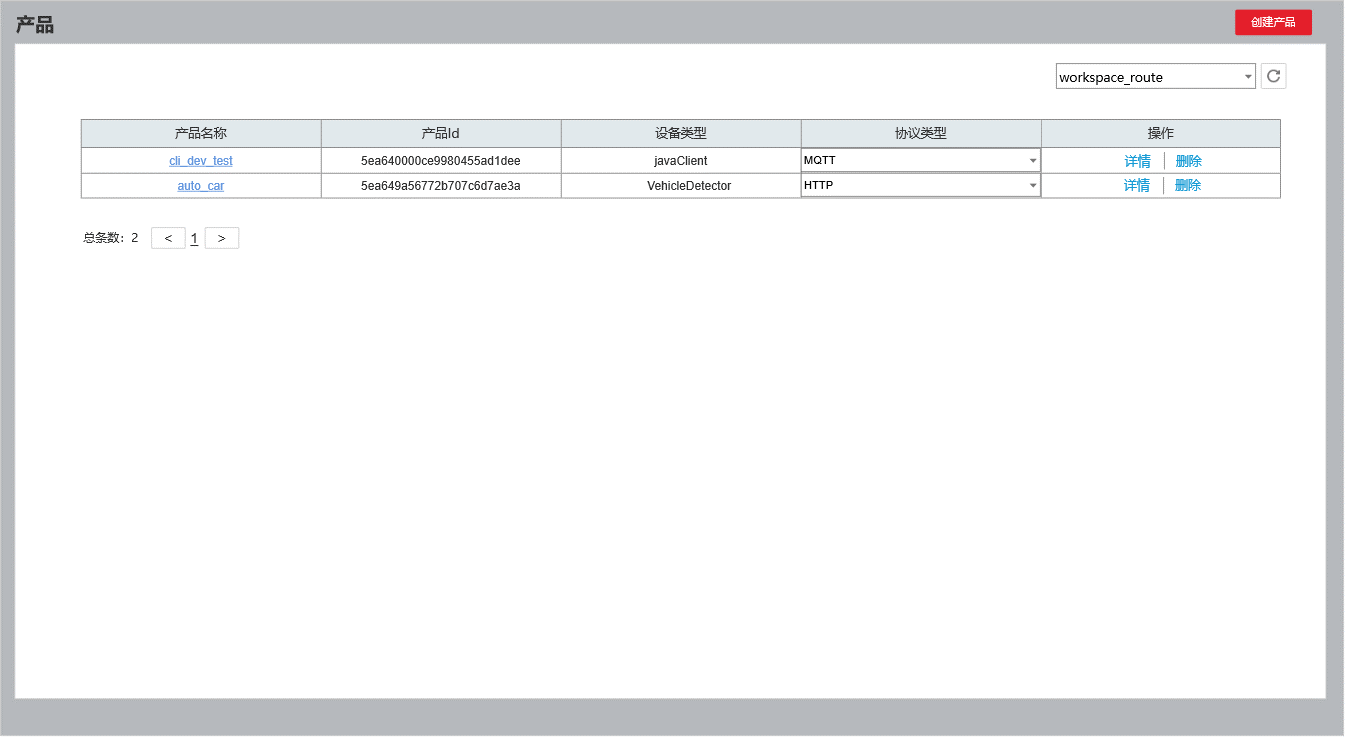 产品
创建产品
workspace_route
产品名称 产品Id 设备类型 协议类型 操作
cli_dev_test 5ea640000ce9980455ad1dee javaClient MQTT 详情 删除
auto_car 5ea649a56772b707c6d7ae3a VehicleDetector HTTP 详情 删除
总条数：2 < 1 >